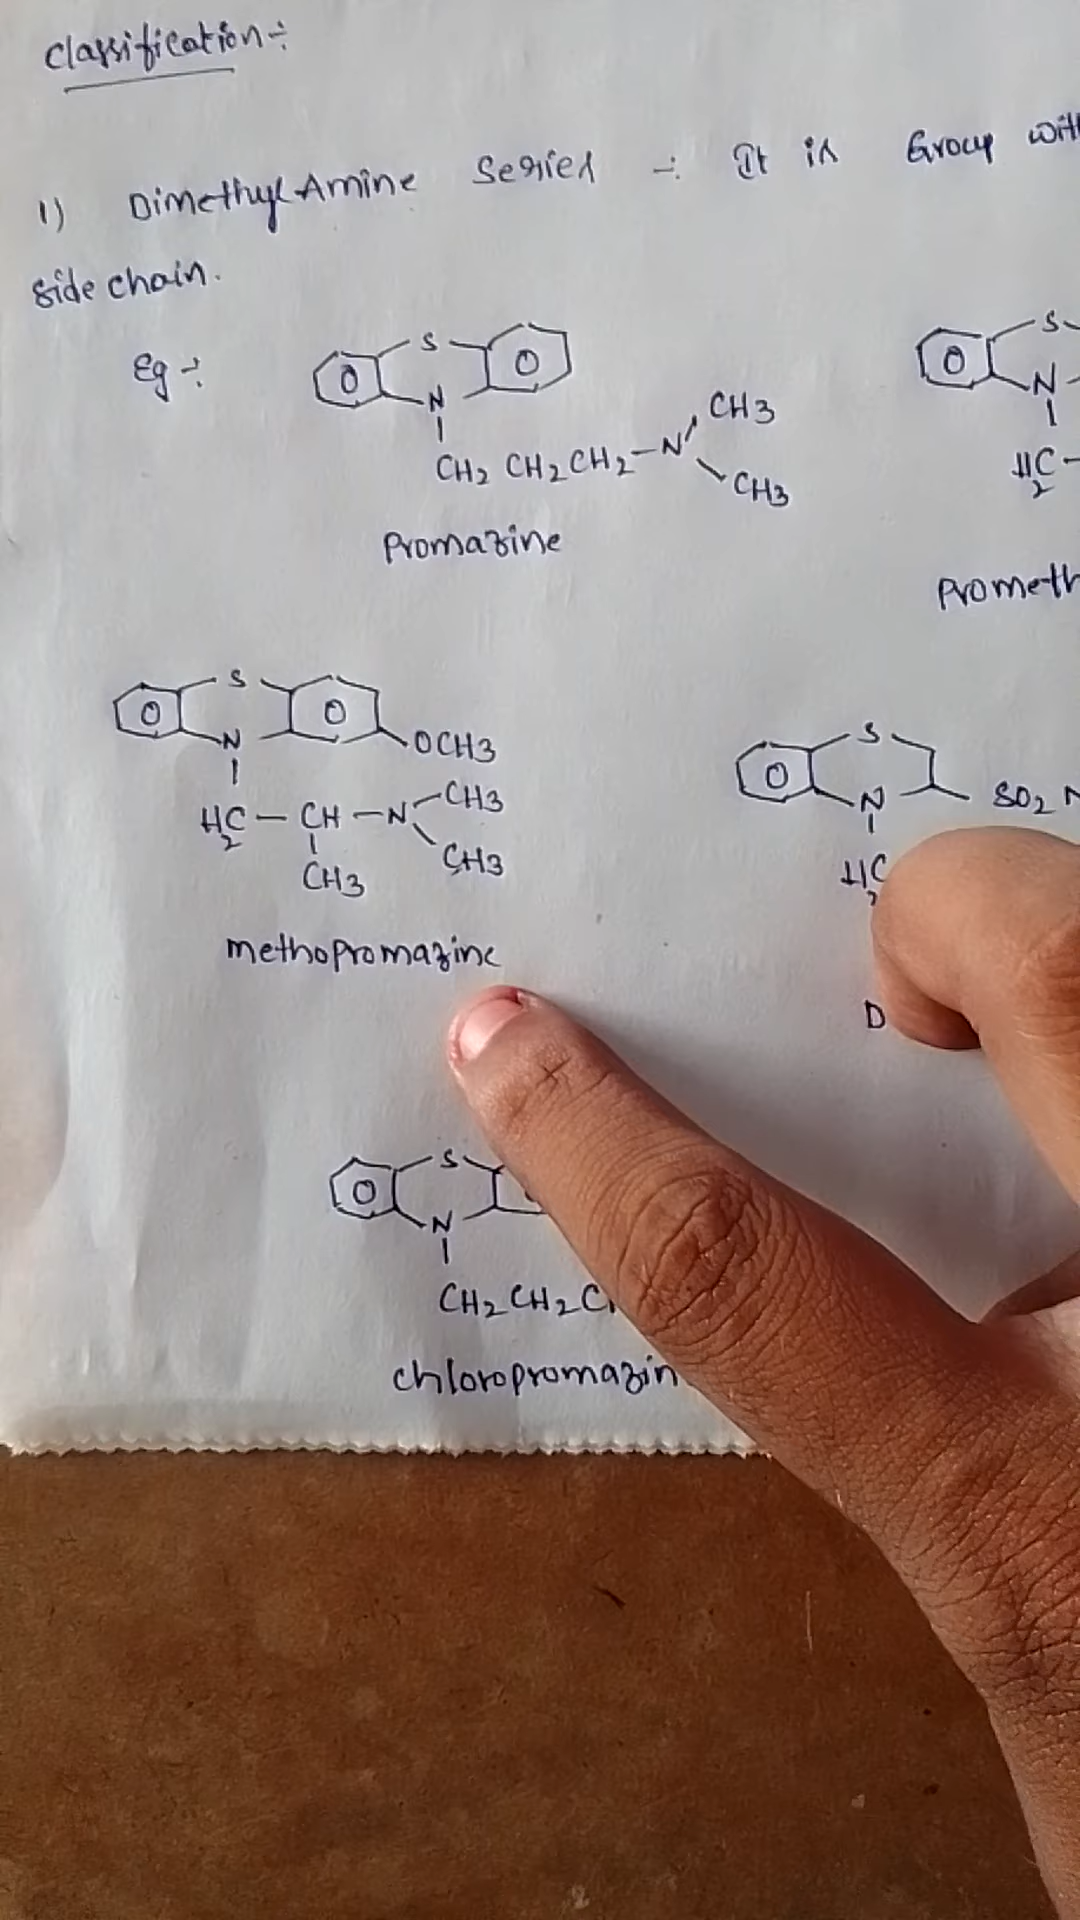 Classification :-
1) Dimethyl Amine Series :- It is Group with
side chain.
Eg :-
S
N
CH2 CH2 CH2 - N
CH3
CH3
Promazine
S
N
H2C -
Prometh
S
N
OCH3
H2C - CH - N
CH3
CH3
CH3
methopromazine
S
N
SO2 N
H2C
D
S
N
CH2 CH2 C
chloropromazin